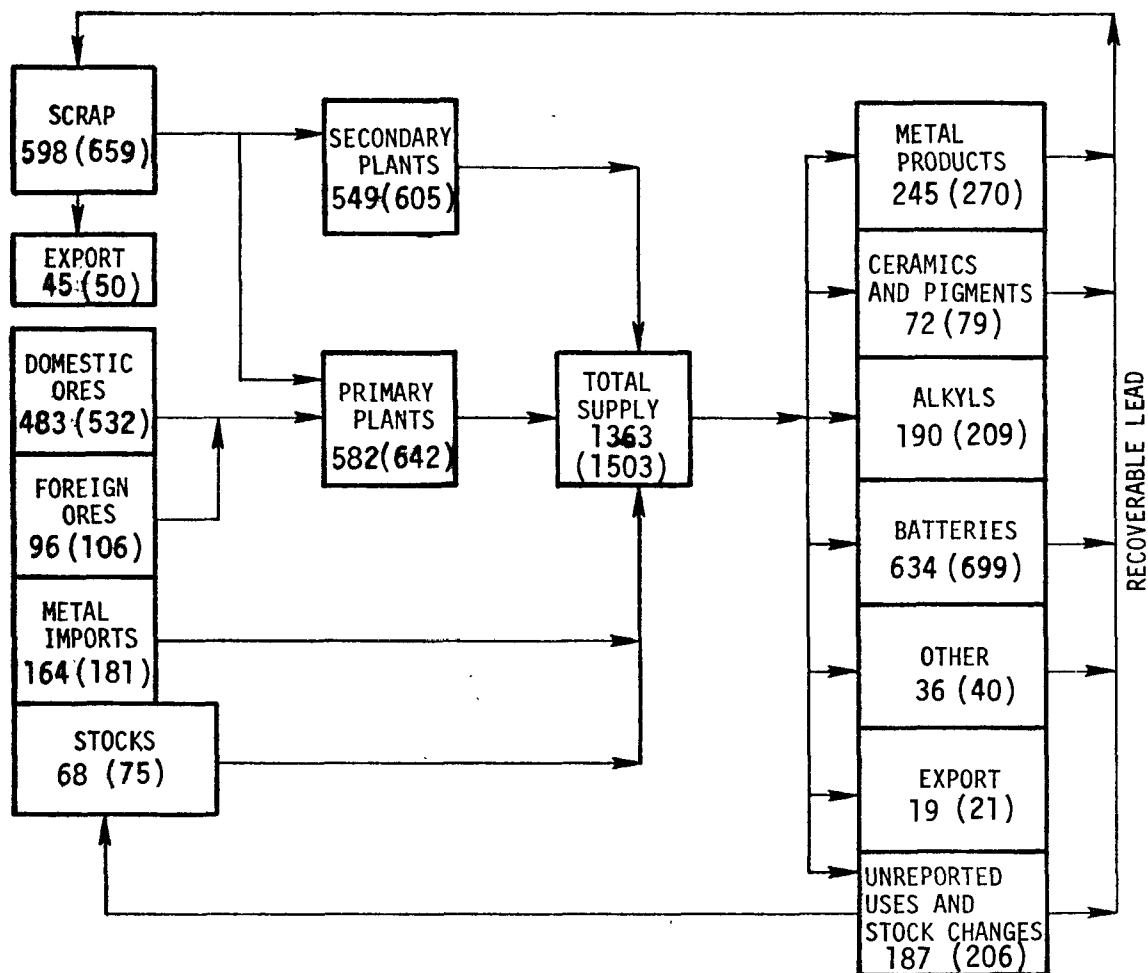 SCRAP
598 (659)
EXPORT
45 (50)
DOMESTIC
ORES
483 (532)
FOREIGN
ORES
96 (106)
METAL
IMPORTS
164 (181)
STOCKS
68 (75)
SECONDARY
PLANTS
549 (605)
PRIMARY
PLANTS
582 (642)
TOTAL
SUPPLY
1363
(1503)
METAL
PRODUCTS
245 (270)
CERAMICS
AND PIGMENTS
72 (79)
ALKYLS
190 (209)
BATTERIES
634 (699)
OTHER
36 (40)
EXPORT
19 (21)
UNREPORTED
USES AND
STOCK CHANGES
187 (206)
RECOVERABLE LEAD